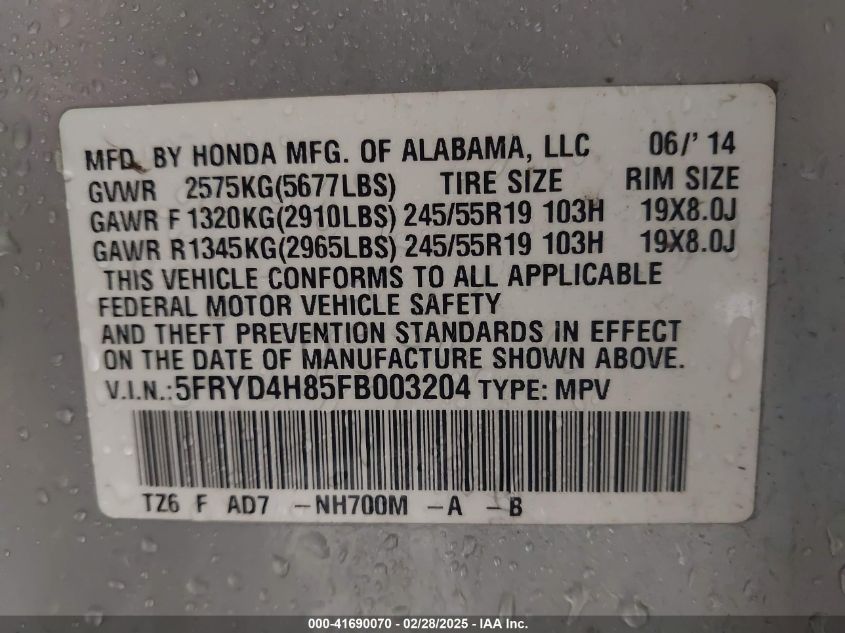 MFD. BY HONDA MFG. OF ALABAMA, LLC 06/' 14
GVWR 2575KG(5677LBS) TIRE SIZE RIM SIZE
GAWR F 1320KG(2910LBS) 245/55R19 103H 19X8.0J
GAWR R1345KG(2965LBS) 245/55R19 103H 19X8.0J
THIS VEHICLE CONFORMS TO ALL APPLICABLE
FEDERAL MOTOR VEHICLE SAFETY
AND THEFT PREVENTION STANDARDS IN EFFECT
ON THE DATE OF MANUFACTURE SHOWN ABOVE.
V.I.N.:5FRYD4H85FB003204 TYPE: MPV
TZ6 F AD7 -NH700M -A -B
000-41690070 - 02/28/2025 - IAA Inc.